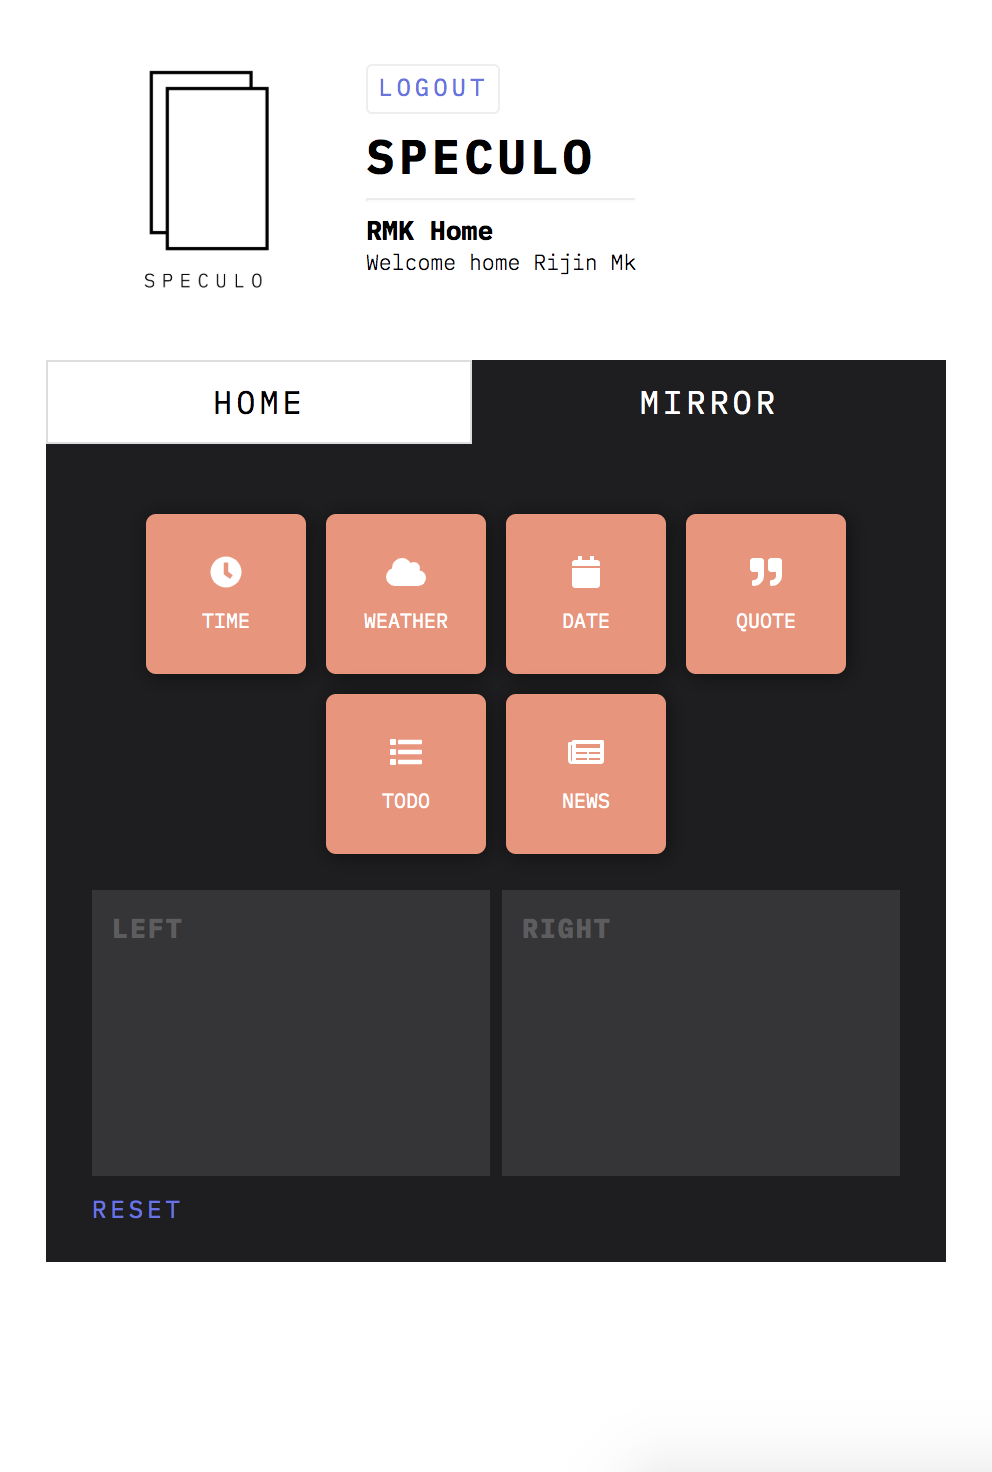 SPECULO
LOGOUT
SPECULO
RMK Home
Welcome home Rijin Mk
HOME
MIRROR
TIME
WEATHER
DATE
QUOTE
TODO
NEWS
LEFT
RIGHT
RESET